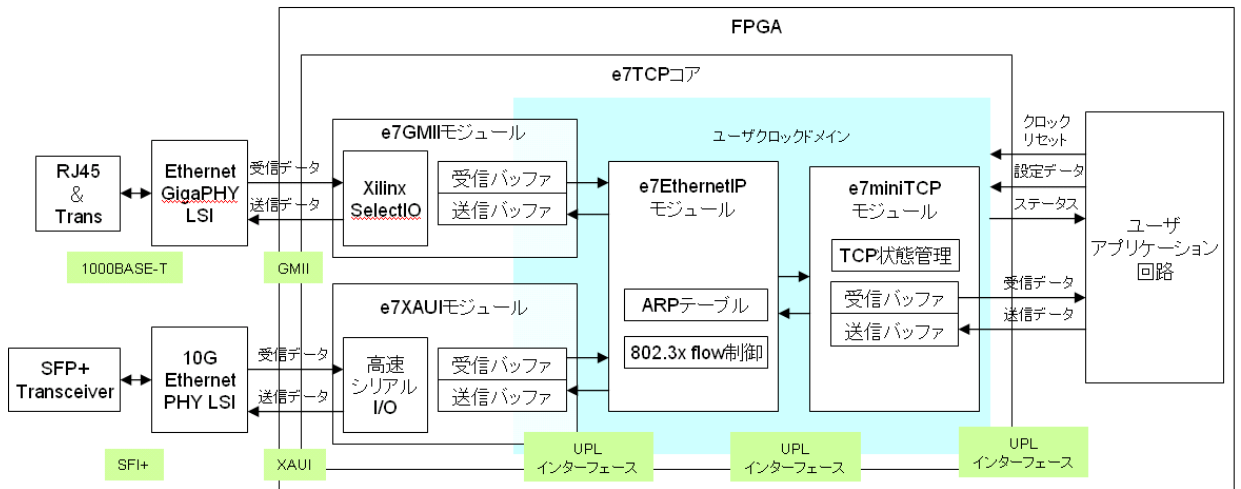 FPGA
e7TCPコア
ユーザクロックドメイン
e7GMIIモジュール
RJ45
&
Trans
Ethernet
GigaPHY
LSI
受信データ
送信データ
Xilinx
SelectIO
受信バッファ
送信バッファ
1000BASE-T
GMII
e7XAUIモジュール
SFP+
Transceiver
10G
Ethernet
PHY LSI
受信データ
送信データ
高速
シリアル
I/O
受信バッファ
送信バッファ
SFI+
XAUI
e7EthernetIP
モジュール
ARPテーブル
802.3x flow制御
e7miniTCP
モジュール
TCP状態管理
受信バッファ
送信バッファ
クロック
リセット
設定データ
ステータス
受信データ
送信データ
ユーザ
アプリケーション
回路
UPL
インターフェース
UPL
インターフェース
UPL
インターフェース